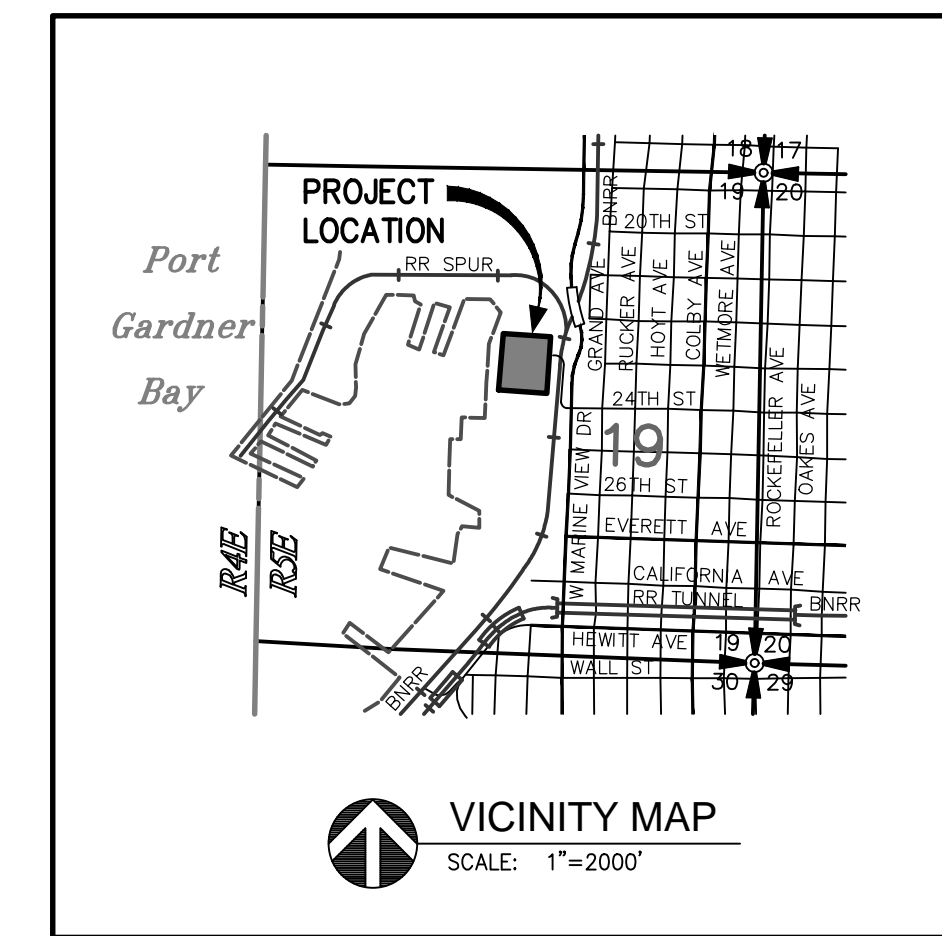 18 17
19 20
PROJECT
LOCATION
BNRR
20TH ST
Port
Gardner
Bay
RR SPUR
GRAND AVE
RUCKER AVE
HOYT AVE
COLBY AVE
WETMORE AVE
ROCKEFELLER AVE
OAKES AVE
24TH ST
19
W MARINE VIEW DR
26TH ST
EVERETT AVE
R4E
R5E
CALIFORNIA AVE
RR TUNNEL
BNRR
HEWITT AVE
19 20
WALL ST
30 29
BNRR
VICINITY MAP
SCALE: 1"=2000'